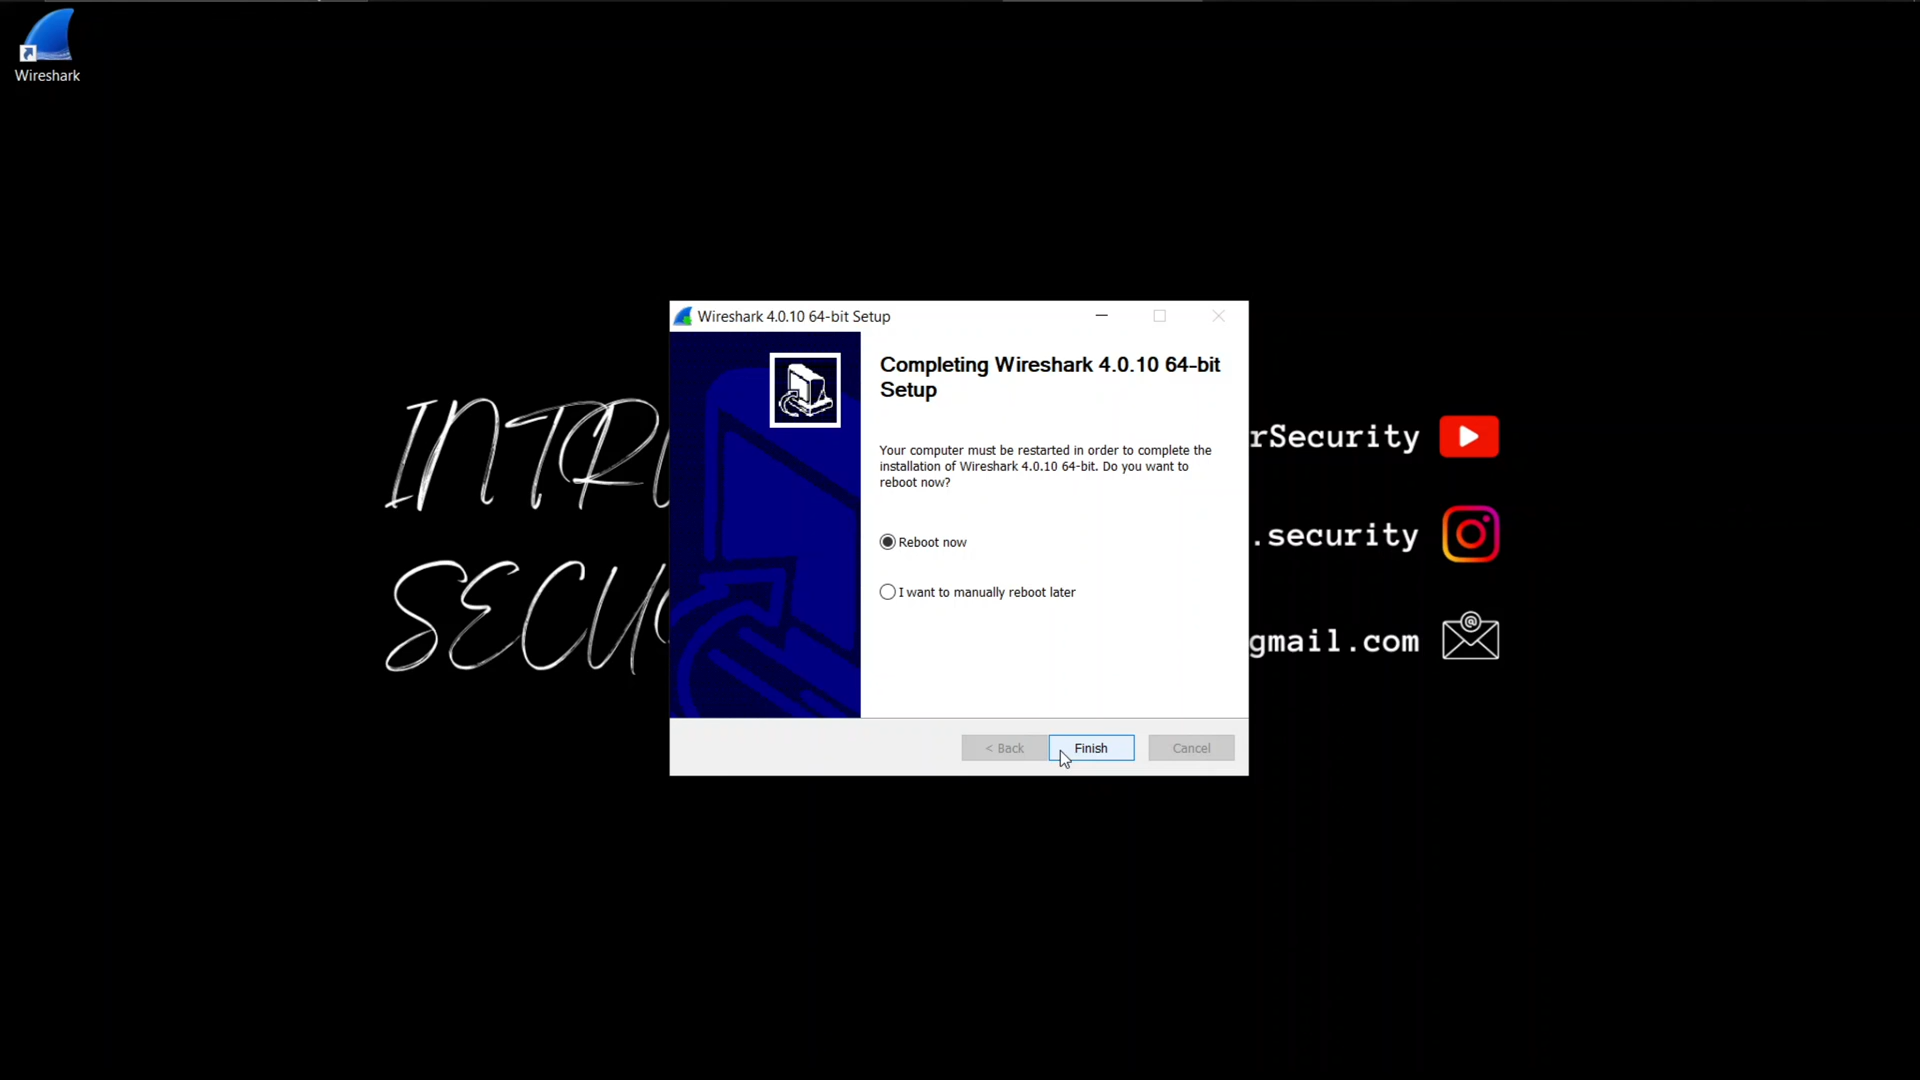 Wireshark
Wireshark 4.0.10 64-bit Setup
Completing Wireshark 4.0.10 64-bit
Setup
Your computer must be restarted in order to complete the
installation of Wireshark 4.0.10 64-bit. Do you want to
reboot now?
Reboot now
I want to manually reboot later
< Back
Finish
Cancel
INTRU
SECU
rSecurity
.security
gmail.com